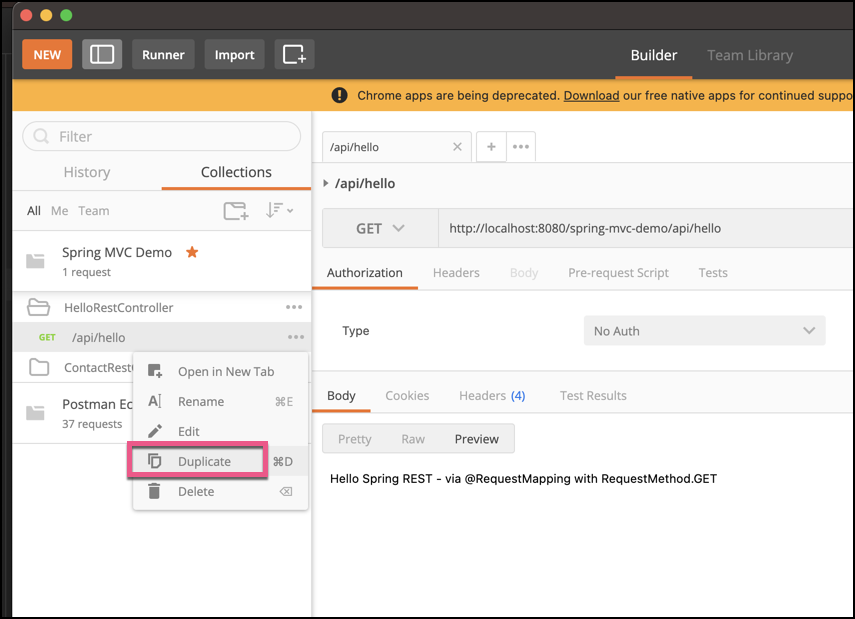 NEW
Runner
Import
Builder
Team Library
! Chrome apps are being deprecated. Download our free native apps for continued suppo
Filter
History
Collections
All Me Team
Spring MVC Demo
1 request
HelloRestController
GET /api/hello
ContactRest
Postman Ec
37 requests
Open in New Tab
Rename ⌘E
Edit
Duplicate ⌘D
Delete ⌫
/api/hello
/api/hello
GET http://localhost:8080/spring-mvc-demo/api/hello
Authorization Headers Body Pre-request Script Tests
Type No Auth
Body Cookies Headers (4) Test Results
Pretty Raw Preview
Hello Spring REST - via @RequestMapping with RequestMethod.GET